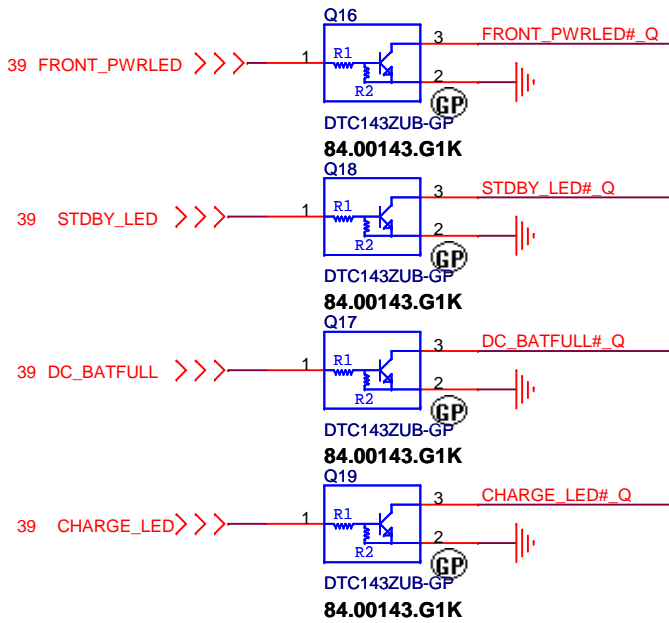 Q16
39 FRONT_PWRLED
1
R1
R2
3
FRONT_PWRLED#_Q
2
GP
DTC143ZUB-GP
84.00143.G1K
Q18
39 STDBY_LED
1
R1
R2
3
STDBY_LED#_Q
2
GP
DTC143ZUB-GP
84.00143.G1K
Q17
39 DC_BATFULL
1
R1
R2
3
DC_BATFULL#_Q
2
GP
DTC143ZUB-GP
84.00143.G1K
Q19
39 CHARGE_LED
1
R1
R2
3
CHARGE_LED#_Q
2
GP
DTC143ZUB-GP
84.00143.G1K